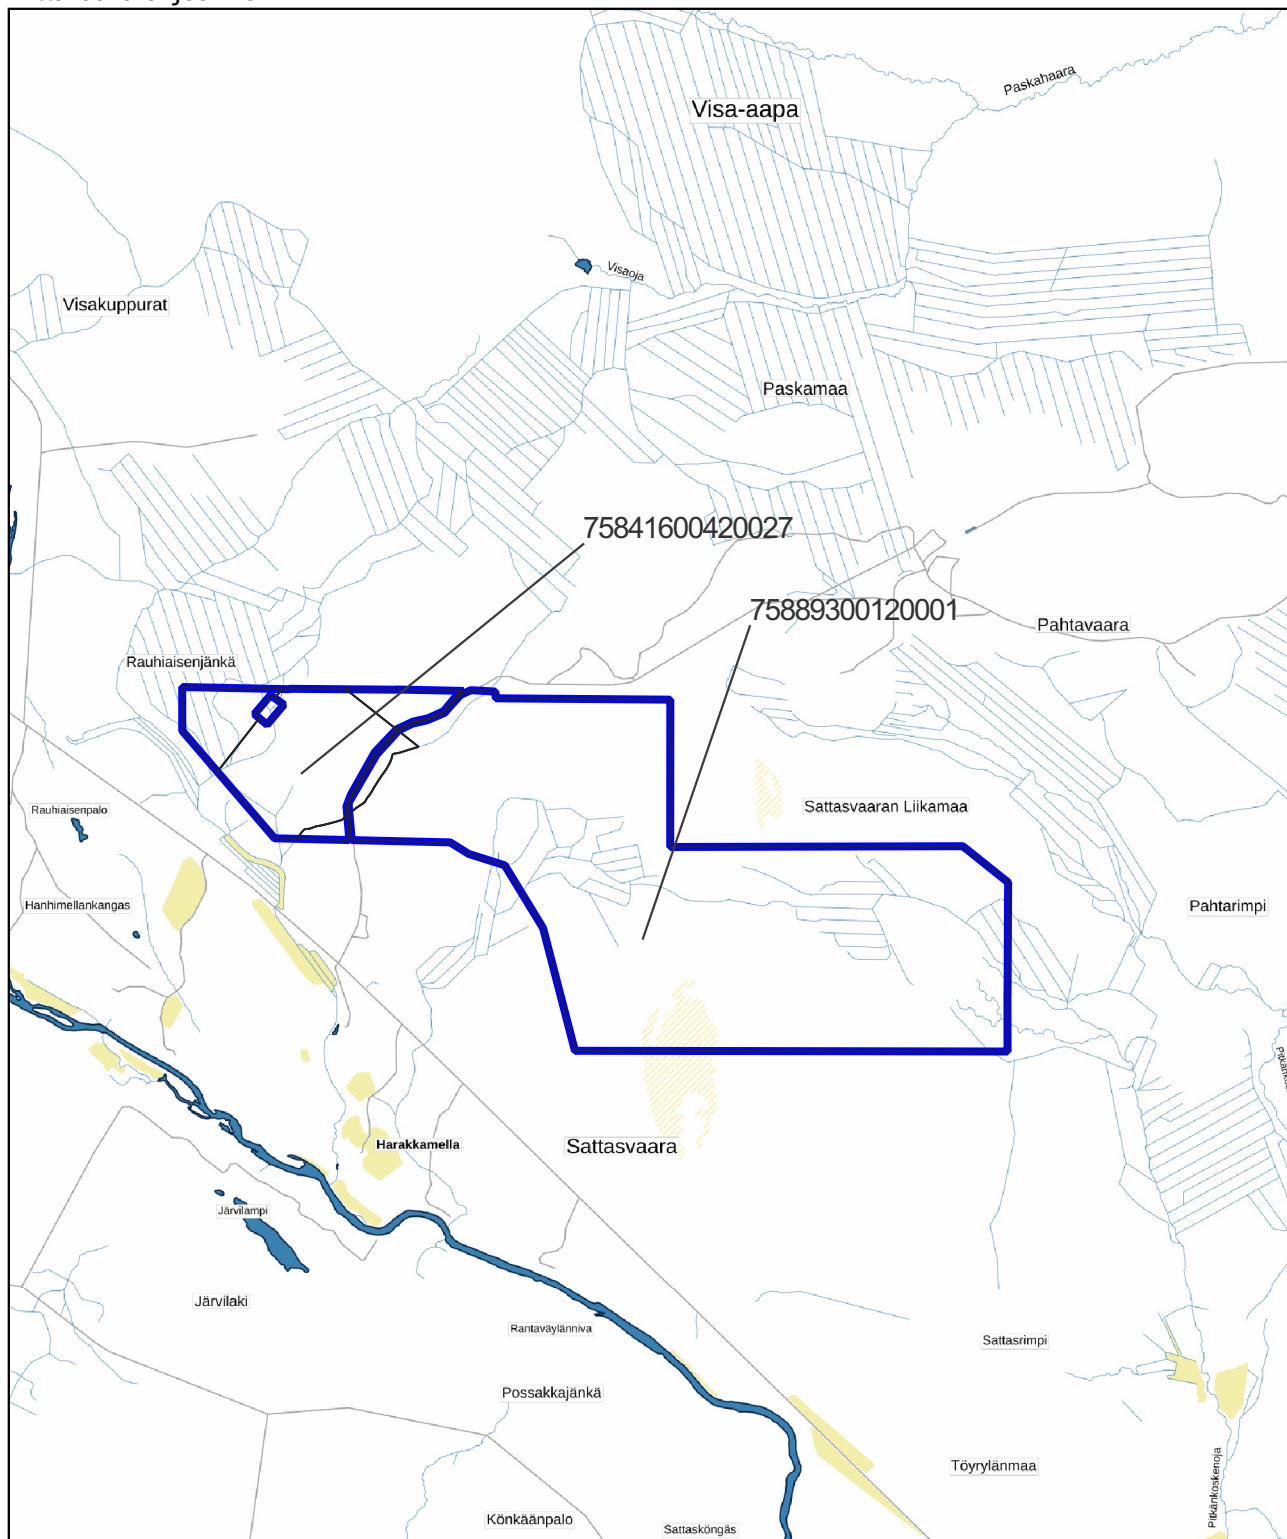 Paskahaara
Visa-aapa
Visaoja
Visakuppurat
Paskamaa
75841600420027
75889300120001
Pahtavaara
Rauhiaisenjänkä
Sattasvaaran Liikamaa
Rauhiaisenpalo
Hanhimellankangas
Pahtarimpi
Harakkamella
Sattasvaara
Järvilampi
Järvilaki
Rantaväylänniva
Sattasrimpi
Possakkajänkä
Töyrylänmaa
Pitkänkoskenoja
Könkäänpalo
Sattasköngäs